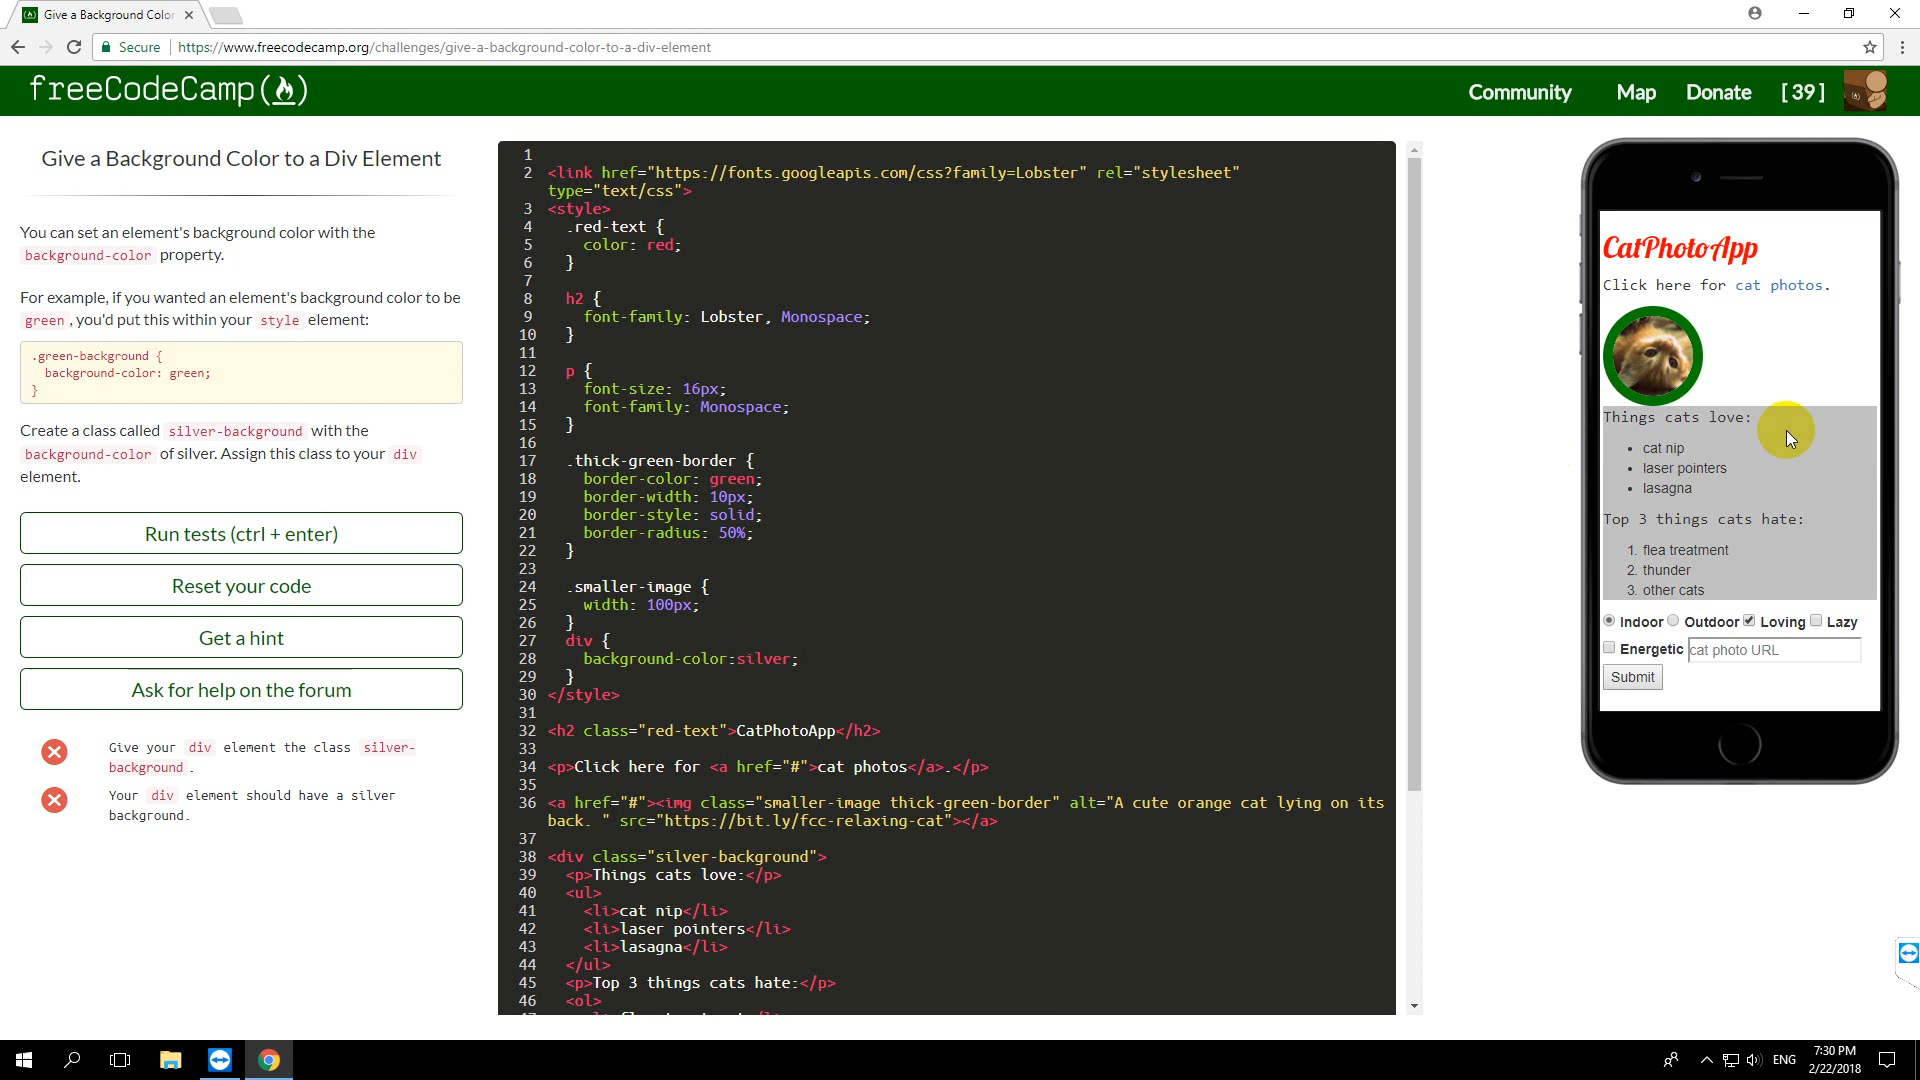 Give a Background Color
Secure
https://www.freecodecamp.org/challenges/give-a-background-color-to-a-div-element
freeCodeCamp(🔥)
Community
Map
Donate
[ 39 ]
Give a Background Color to a Div Element
You can set an element's background color with the
background-color property.
For example, if you wanted an element's background color to be
green , you'd put this within your style element:
.green-background {
background-color: green;
}
Create a class called silver-background with the
background-color of silver. Assign this class to your div
element.
Run tests (ctrl + enter)
Reset your code
Get a hint
Ask for help on the forum
Give your div element the class silver-
background .
Your div element should have a silver
background.
1
2 <link href="https://fonts.googleapis.com/css?family=Lobster" rel="stylesheet"
type="text/css">
3 <style>
4 .red-text {
5 color: red;
6 }
7
8 h2 {
9 font-family: Lobster, Monospace;
10 }
11
12 p {
13 font-size: 16px;
14 font-family: Monospace;
15 }
16
17 .thick-green-border {
18 border-color: green;
19 border-width: 10px;
20 border-style: solid;
21 border-radius: 50%;
22 }
23
24 .smaller-image {
25 width: 100px;
26 }
27 div {
28 background-color:silver;
29 }
30 </style>
31
32 <h2 class="red-text">CatPhotoApp</h2>
33
34 <p>Click here for <a href="#">cat photos</a>.</p>
35
36 <a href="#"><img class="smaller-image thick-green-border" alt="A cute orange cat lying on its
back. " src="https://bit.ly/fcc-relaxing-cat"></a>
37
38 <div class="silver-background">
39 <p>Things cats love:</p>
40 <ul>
41 <li>cat nip</li>
42 <li>laser pointers</li>
43 <li>lasagna</li>
44 </ul>
45 <p>Top 3 things cats hate:</p>
46 <ol>
CatPhotoApp
Click here for cat photos.
Things cats love:
• cat nip
• laser pointers
• lasagna
Top 3 things cats hate:
1. flea treatment
2. thunder
3. other cats
Indoor Outdoor Loving Lazy
Energetic cat photo URL
Submit
ENG
7:30 PM
2/22/2018